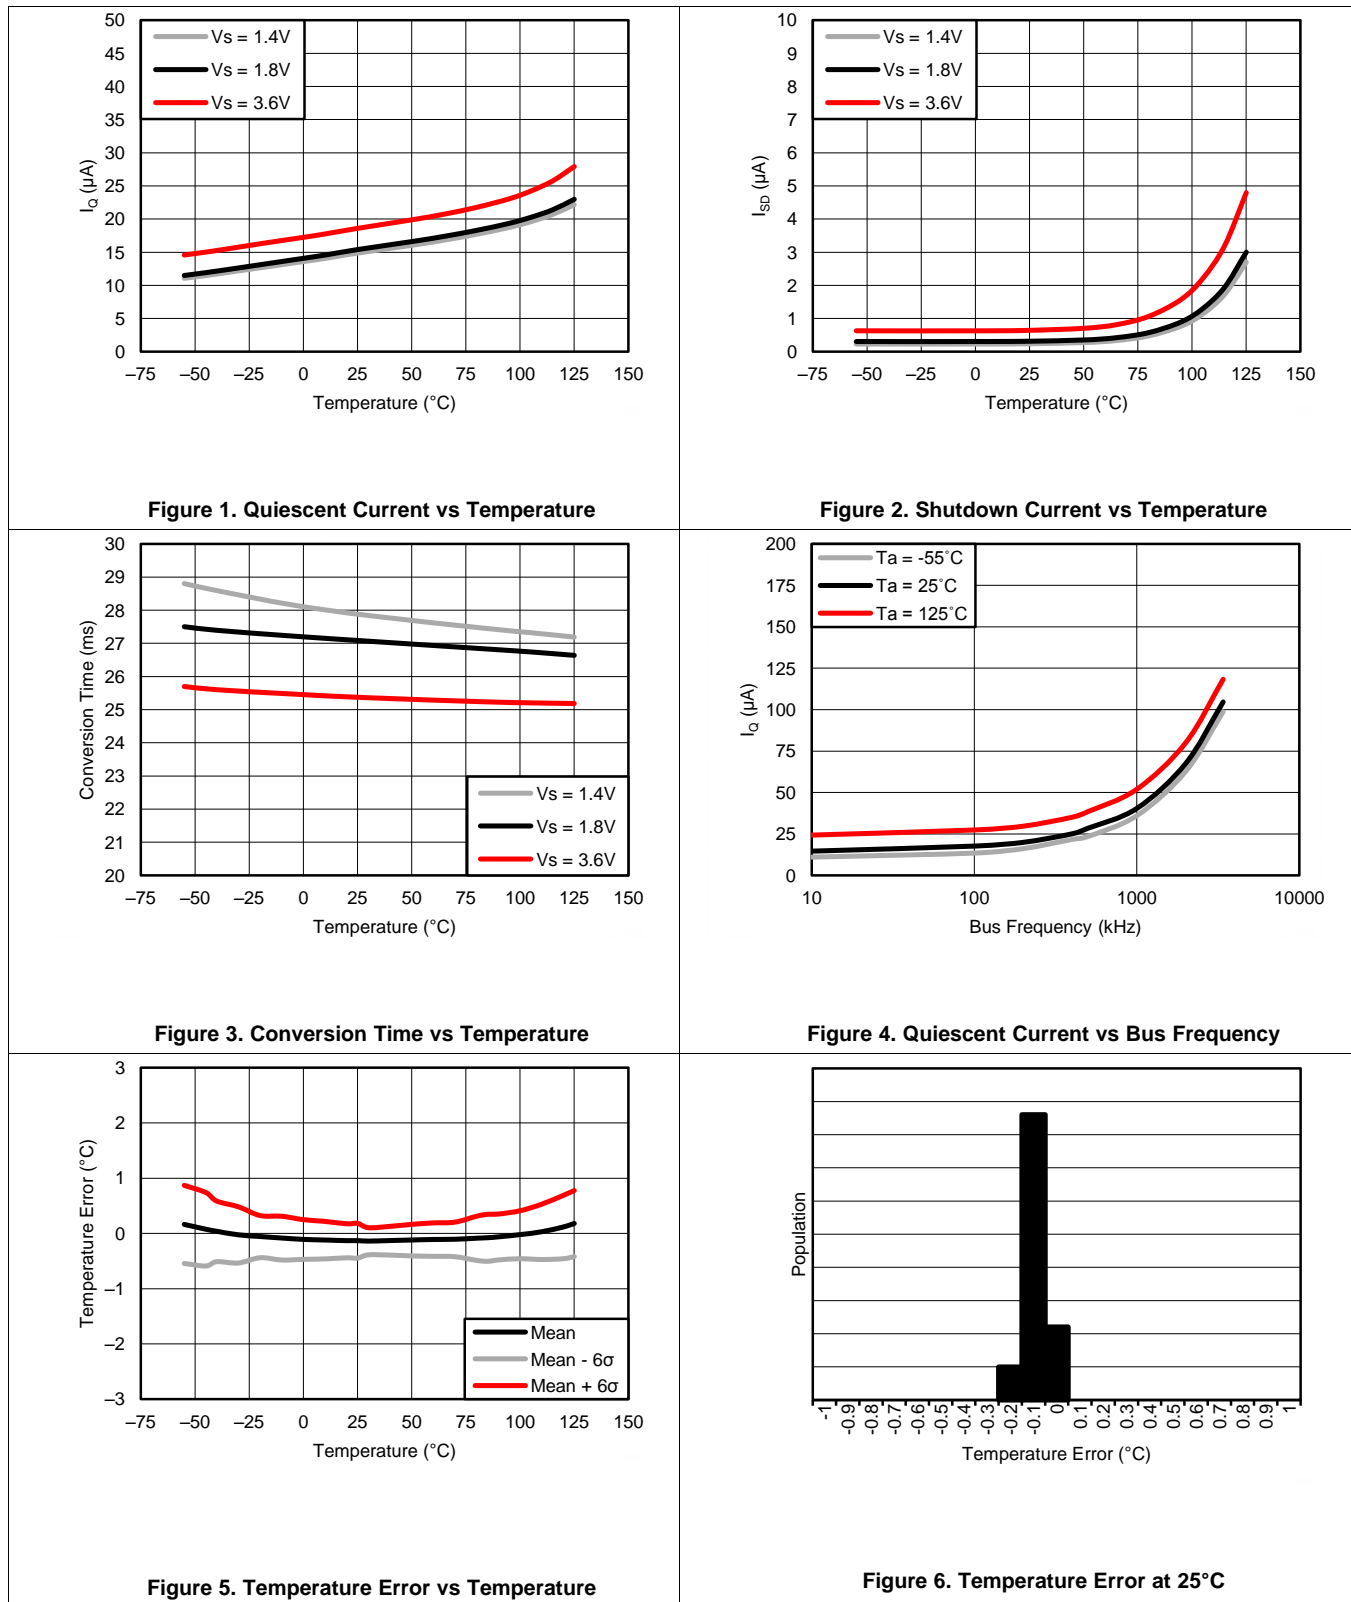 50
45
40
35
30
25
20
15
10
5
0
I_Q (µA)
Vs = 1.4V
Vs = 1.8V
Vs = 3.6V
–75 –50 –25 0 25 50 75 100 125 150
Temperature (°C)
Figure 1. Quiescent Current vs Temperature
10
9
8
7
6
5
4
3
2
1
0
I_SD (µA)
Vs = 1.4V
Vs = 1.8V
Vs = 3.6V
–75 –50 –25 0 25 50 75 100 125 150
Temperature (°C)
Figure 2. Shutdown Current vs Temperature
30
29
28
27
26
25
24
23
22
21
20
Conversion Time (ms)
Vs = 1.4V
Vs = 1.8V
Vs = 3.6V
–75 –50 –25 0 25 50 75 100 125 150
Temperature (°C)
Figure 3. Conversion Time vs Temperature
200
175
150
125
100
75
50
25
0
I_Q (µA)
Ta = -55˚C
Ta = 25˚C
Ta = 125˚C
10 100 1000 10000
Bus Frequency (kHz)
Figure 4. Quiescent Current vs Bus Frequency
3
2
1
0
–1
–2
–3
Temperature Error (°C)
Mean
Mean - 6σ
Mean + 6σ
–75 –50 –25 0 25 50 75 100 125 150
Temperature (°C)
Figure 5. Temperature Error vs Temperature
Population
-1 -0.9 -0.8 -0.7 -0.6 -0.5 -0.4 -0.3 -0.2 -0.1 0 0.1 0.2 0.3 0.4 0.5 0.6 0.7 0.8 0.9 1
Temperature Error (°C)
Figure 6. Temperature Error at 25°C